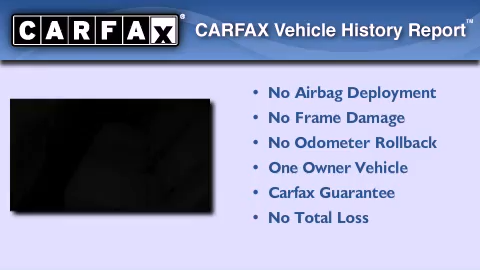 CARFAX® CARFAX Vehicle History Report™
• No Airbag Deployment
• No Frame Damage
• No Odometer Rollback
• One Owner Vehicle
• Carfax Guarantee
• No Total Loss